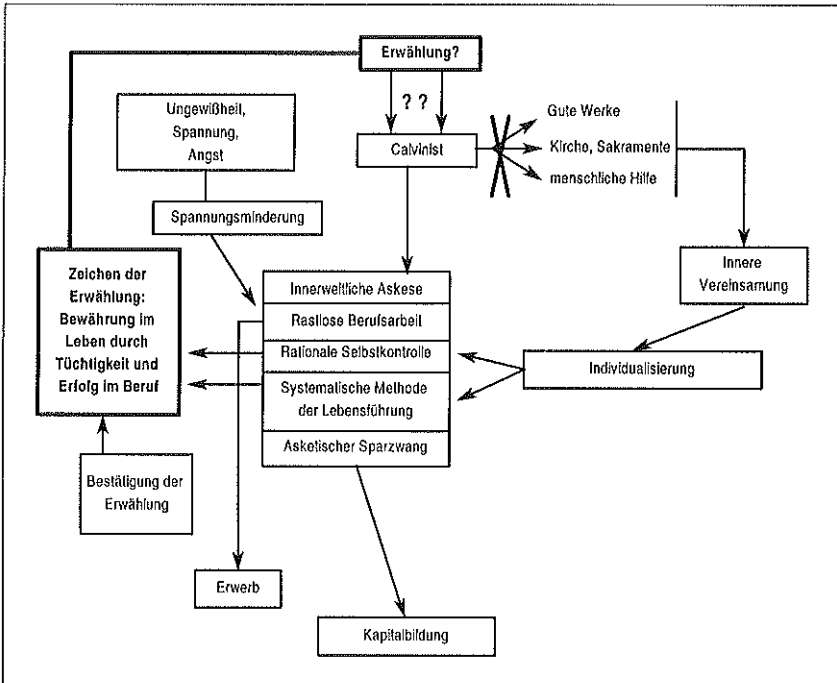 Erwählung?
? ?
Ungewißheit,
Spannung,
Angst
Calvinist
Gute Werke
Kirche, Sakramente
menschliche Hilfe
Spannungsminderung
Zeichen der
Erwählung:
Bewährung im
Leben durch
Tüchtigkeit und
Erfolg im Beruf
Innere
Vereinsamung
Innerweltliche Askese
Rastlose Berufsarbeit
Rationale Selbstkontrolle
Systematische Methode
der Lebensführung
Asketischer Sparzwang
Individualisierung
Bestätigung der
Erwählung
Erwerb
Kapitalbildung